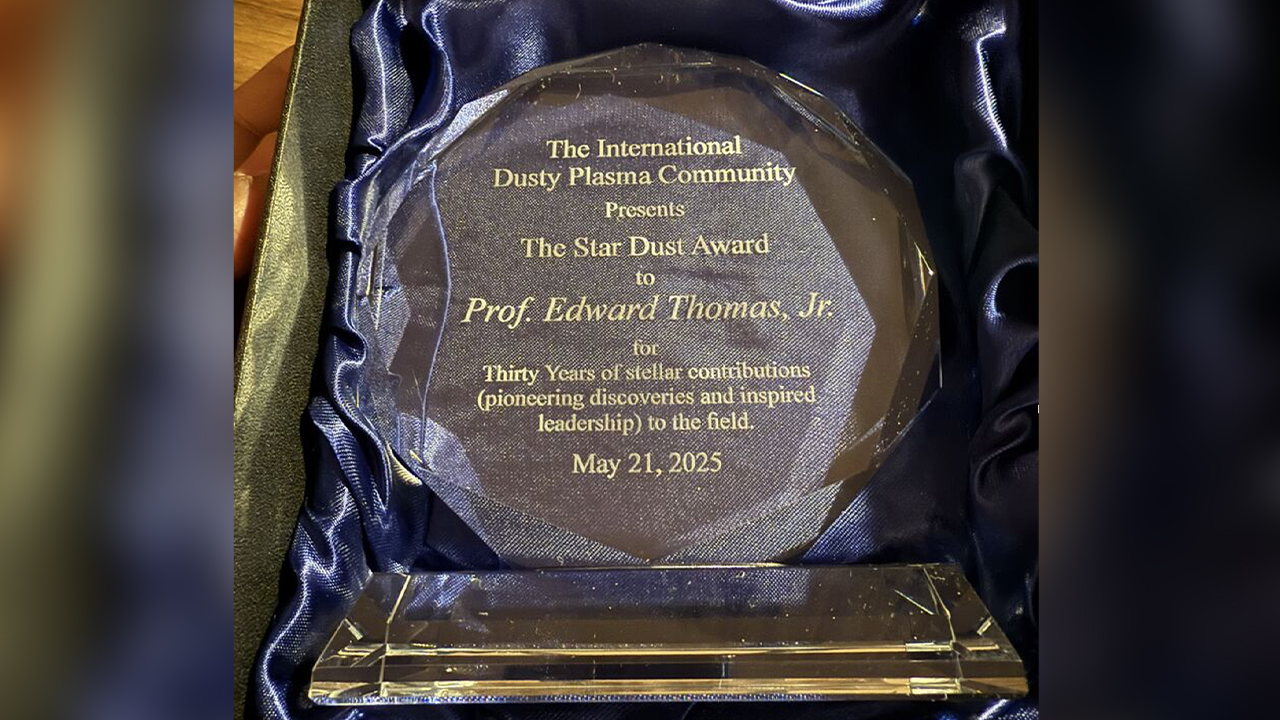 The International
Dusty Plasma Community
Presents
The Star Dust Award
to
Prof. Edward Thomas, Jr.
for
Thirty Years of stellar contributions
(pioneering discoveries and inspired
leadership) to the field.
May 21, 2025